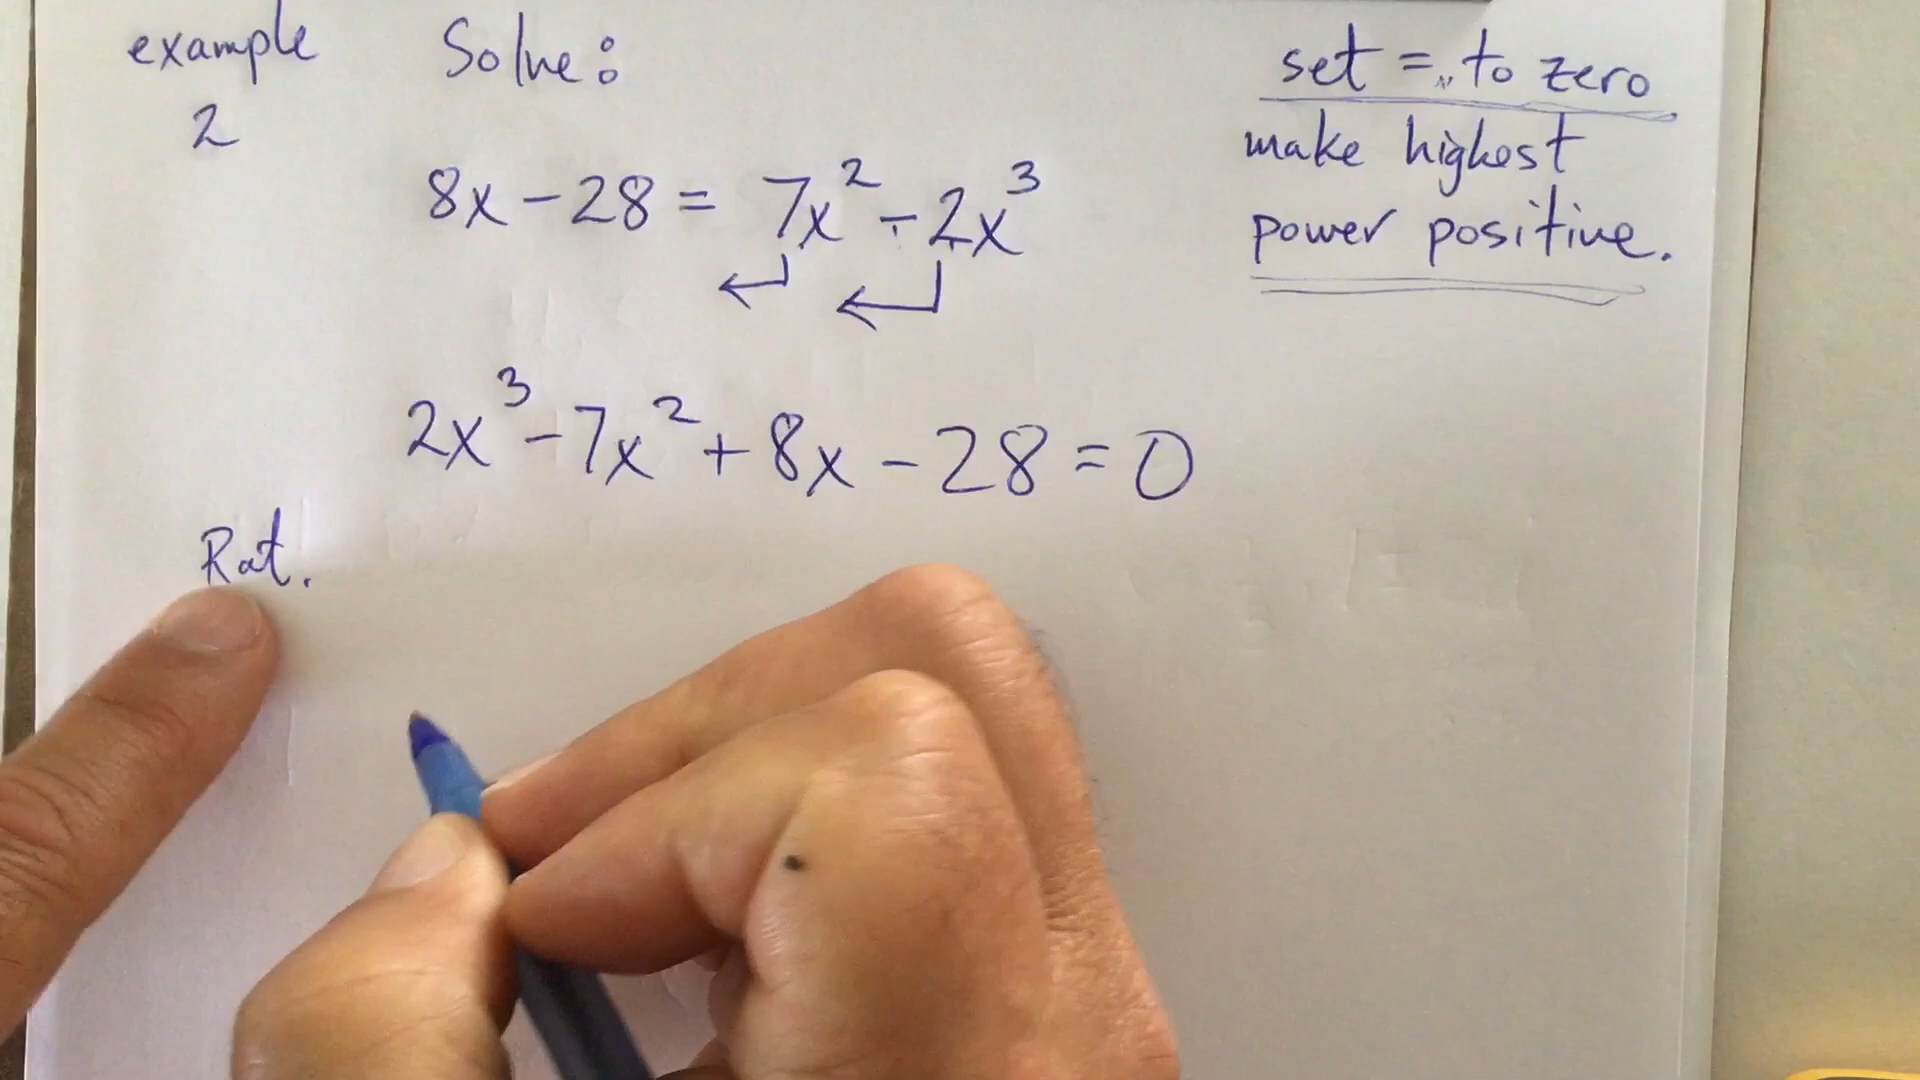 example Solve:
2
8x - 28 = 7x² - 2x³
2x³ - 7x² + 8x - 28 = 0
Rat.
set = to zero
make highest
power positive.